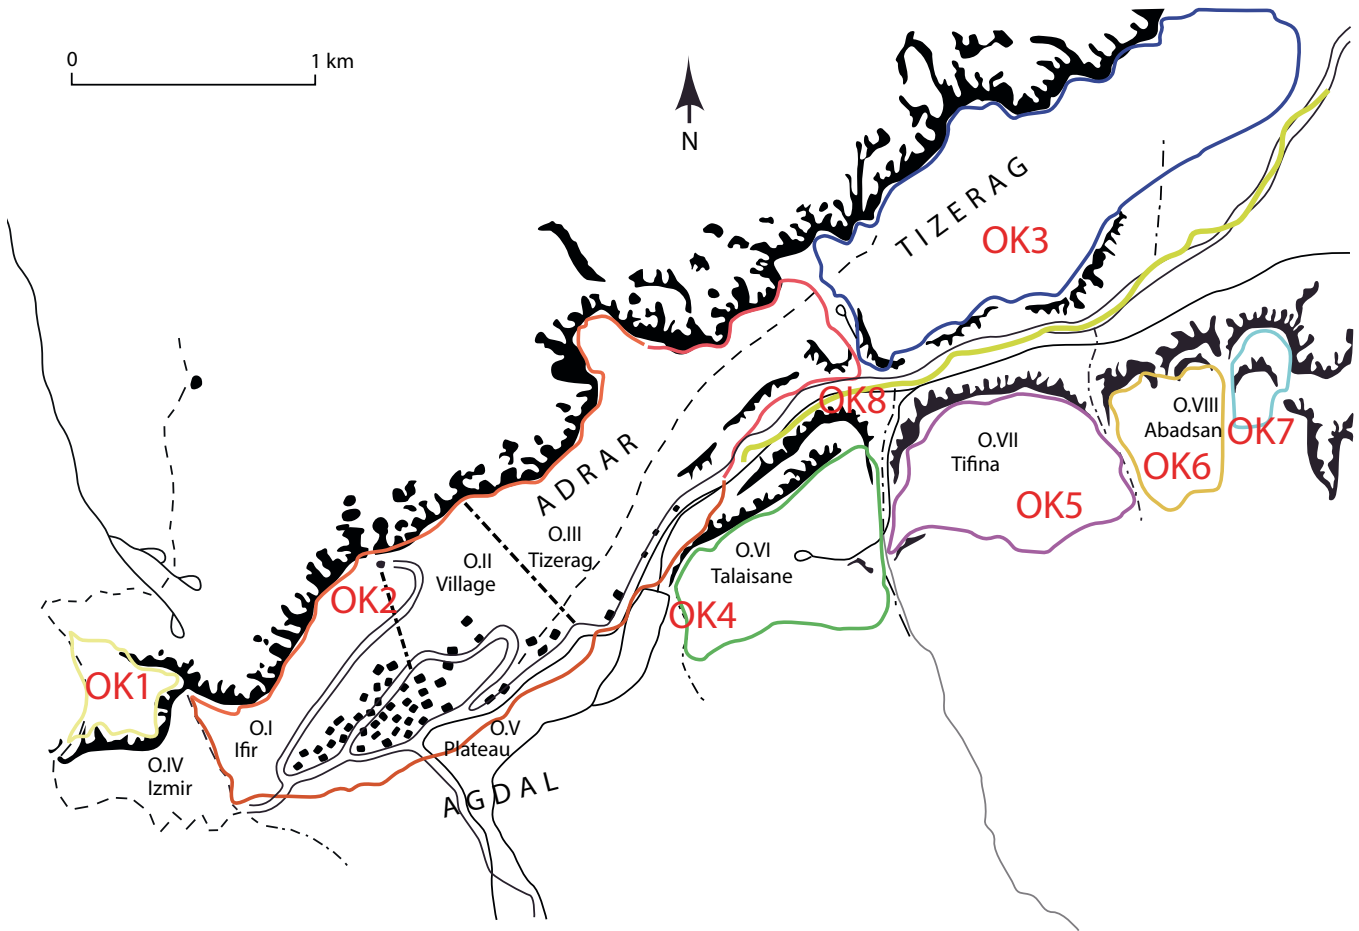 0
1 km
N
TIZERAG
OK3
OK8
O.VIII
Abadsan
OK7
OK6
O.VII
Tifina
OK5
ADRAR
O.III
Tizerag
O.II
Village
O.VI
Talaisane
OK2
OK4
OK1
O.I
Ifir
O.V
Plateau
O.IV
Izmir
AGDAL